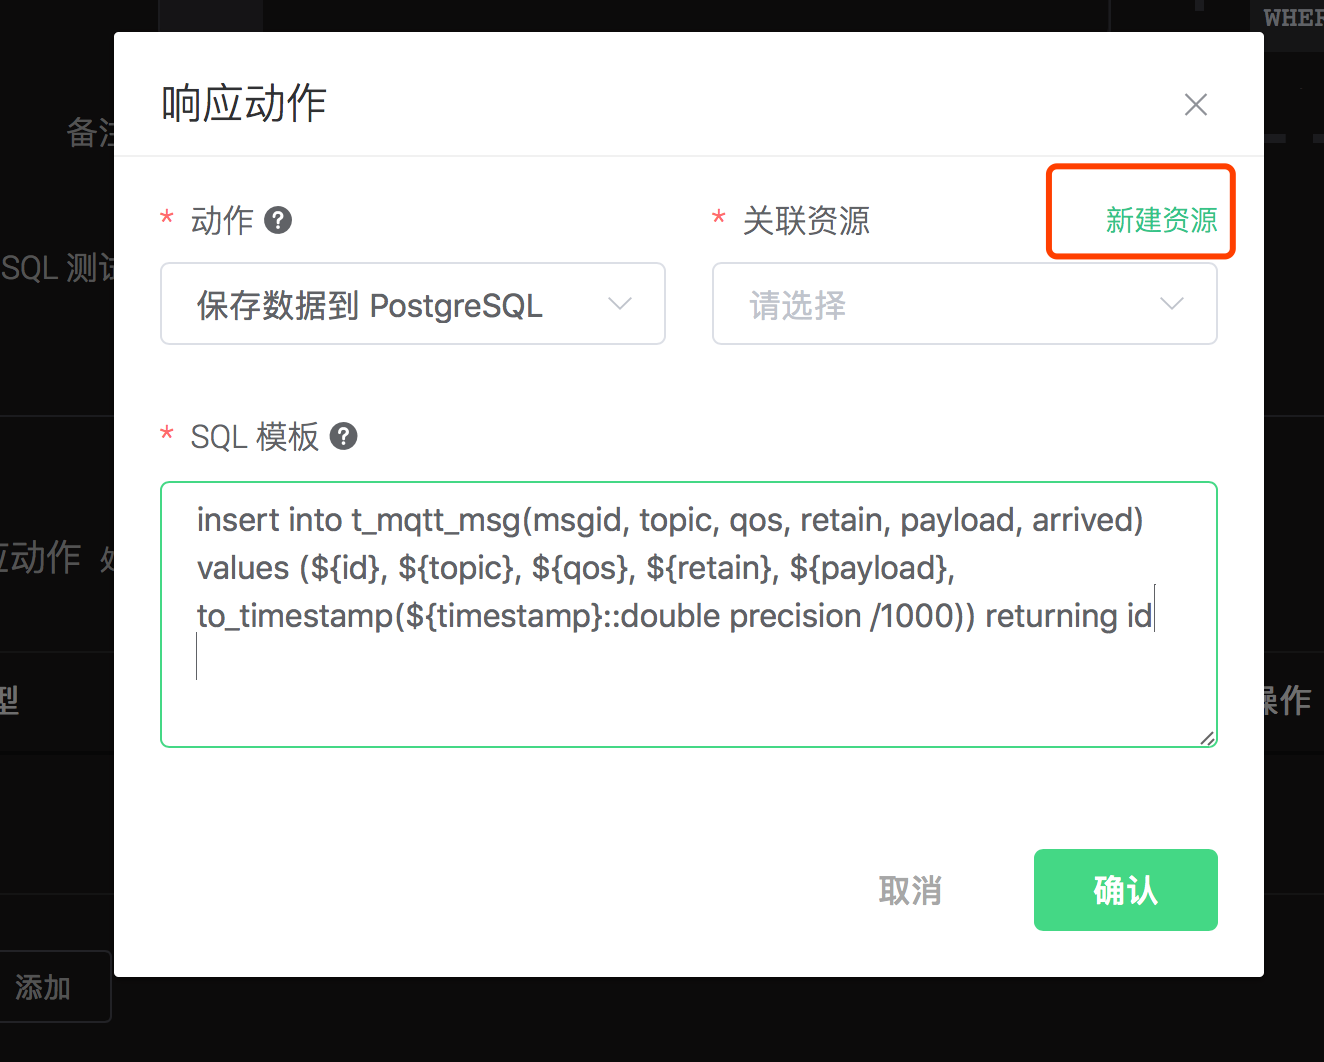 WHER
响应动作
备注
* 动作 ?
* 关联资源
新建资源
SQL 测试
保存数据到 PostgreSQL
请选择
* SQL 模板 ?
insert into t_mqtt_msg(msgid, topic, qos, retain, payload, arrived)
values (${id}, ${topic}, ${qos}, ${retain}, ${payload},
to_timestamp(${timestamp}::double precision /1000)) returning id
应动作
型
操作
取消
确认
添加